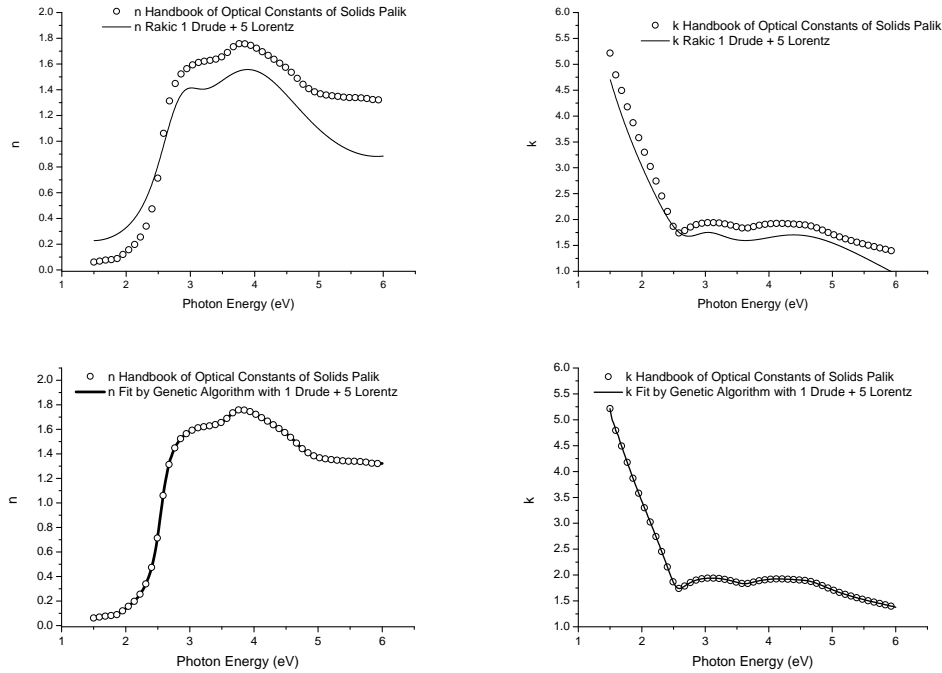 n Handbook of Optical Constants of Solids Palik
n Rakic 1 Drude + 5 Lorentz
2.0
1.8
1.6
1.4
1.2
1.0
0.8
0.6
0.4
0.2
0.0
n
1 2 3 4 5 6
Photon Energy (eV)
k Handbook of Optical Constants of Solids Palik
k Rakic 1 Drude + 5 Lorentz
6.0
5.5
5.0
4.5
4.0
3.5
3.0
2.5
2.0
1.5
1.0
k
1 2 3 4 5 6
Photon Energy (eV)
n Handbook of Optical Constants of Solids Palik
n Fit by Genetic Algorithm with 1 Drude + 5 Lorentz
2.0
1.8
1.6
1.4
1.2
1.0
0.8
0.6
0.4
0.2
0.0
n
1 2 3 4 5 6
Photon Energy (eV)
k Handbook of Optical Constants of Solids Palik
k Fit by Genetic Algorithm with 1 Drude + 5 Lorentz
6.0
5.5
5.0
4.5
4.0
3.5
3.0
2.5
2.0
1.5
1.0
k
1 2 3 4 5 6
Photon Energy (eV)